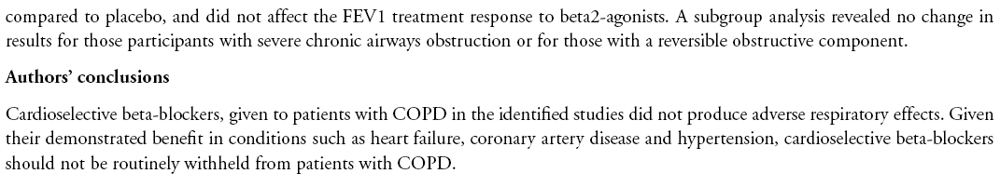 compared to placebo, and did not affect the FEV1 treatment response to beta2-agonists. A subgroup analysis revealed no change in
results for those participants with severe chronic airways obstruction or for those with a reversible obstructive component.
Authors’ conclusions
Cardioselective beta-blockers, given to patients with COPD in the identified studies did not produce adverse respiratory effects. Given
their demonstrated benefit in conditions such as heart failure, coronary artery disease and hypertension, cardioselective beta-blockers
should not be routinely withheld from patients with COPD.